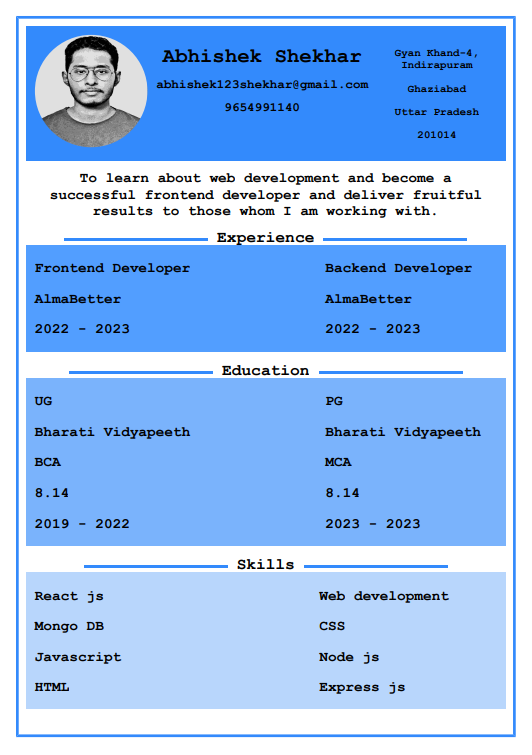 Abhishek Shekhar
abhishek123shekhar@gmail.com
9654991140
Gyan Khand-4,
Indirapuram
Ghaziabad
Uttar Pradesh
201014
To learn about web development and become a
successful frontend developer and deliver fruitful
results to those whom I am working with.
Experience
Frontend Developer
AlmaBetter
2022 - 2023
Backend Developer
AlmaBetter
2022 - 2023
Education
UG
Bharati Vidyapeeth
BCA
8.14
2019 - 2022
PG
Bharati Vidyapeeth
MCA
8.14
2023 - 2023
Skills
React js
Mongo DB
Javascript
HTML
Web development
CSS
Node js
Express js